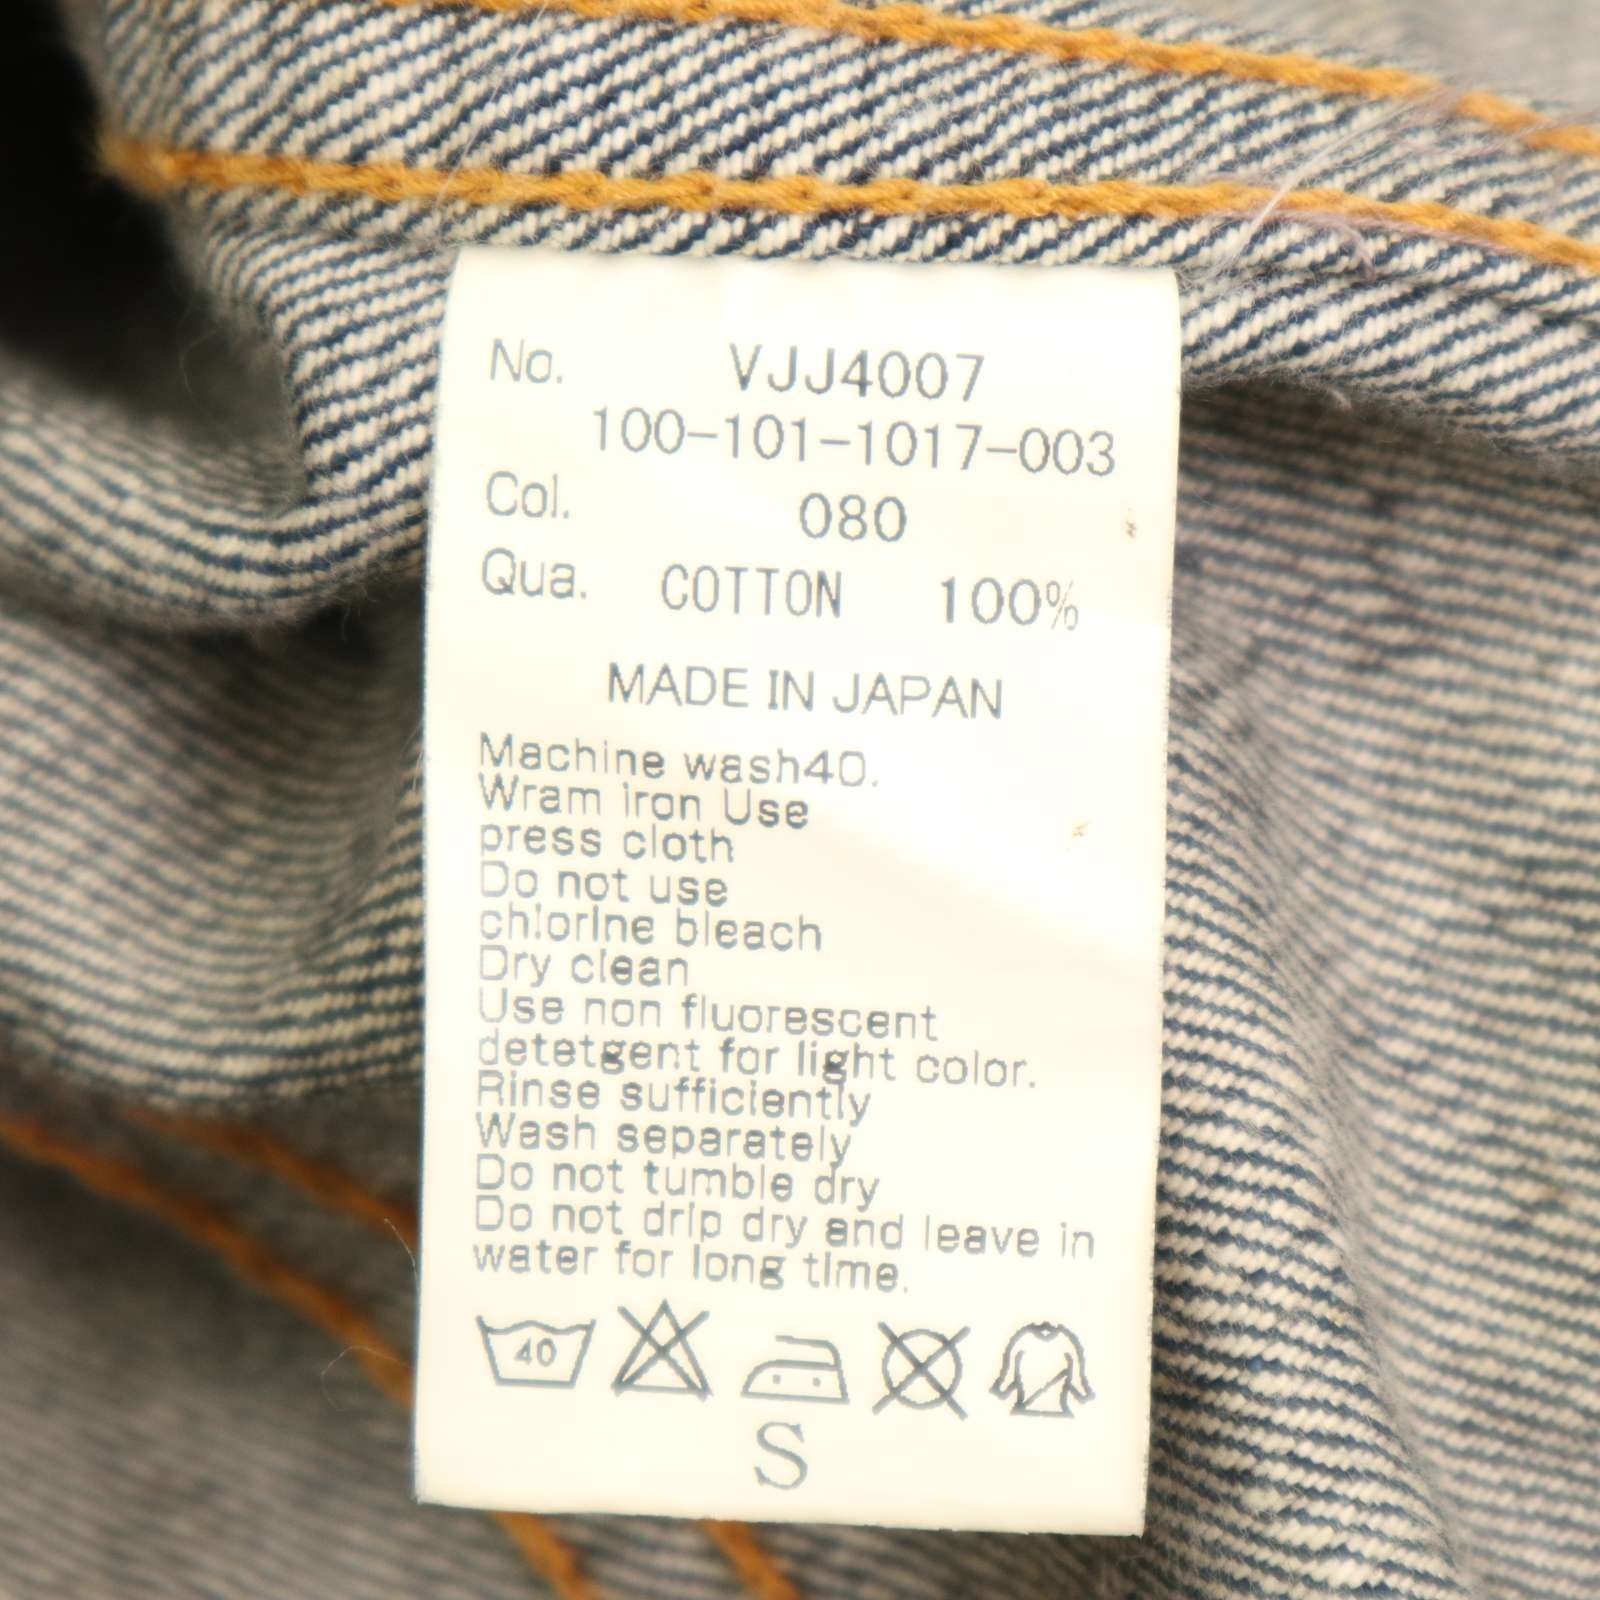 No. VJJ4007
100-101-1017-003
Col. 080
Qua. COTTON 100%
MADE IN JAPAN
Machine wash40.
Wram iron Use
press cloth
Do not use
chlorine bleach
Dry clean
Use non fluorescent
detetgent for light color.
Rinse sufficiently
Wash separately
Do not tumble dry
Do not drip dry and leave in
water for long time.
40
S